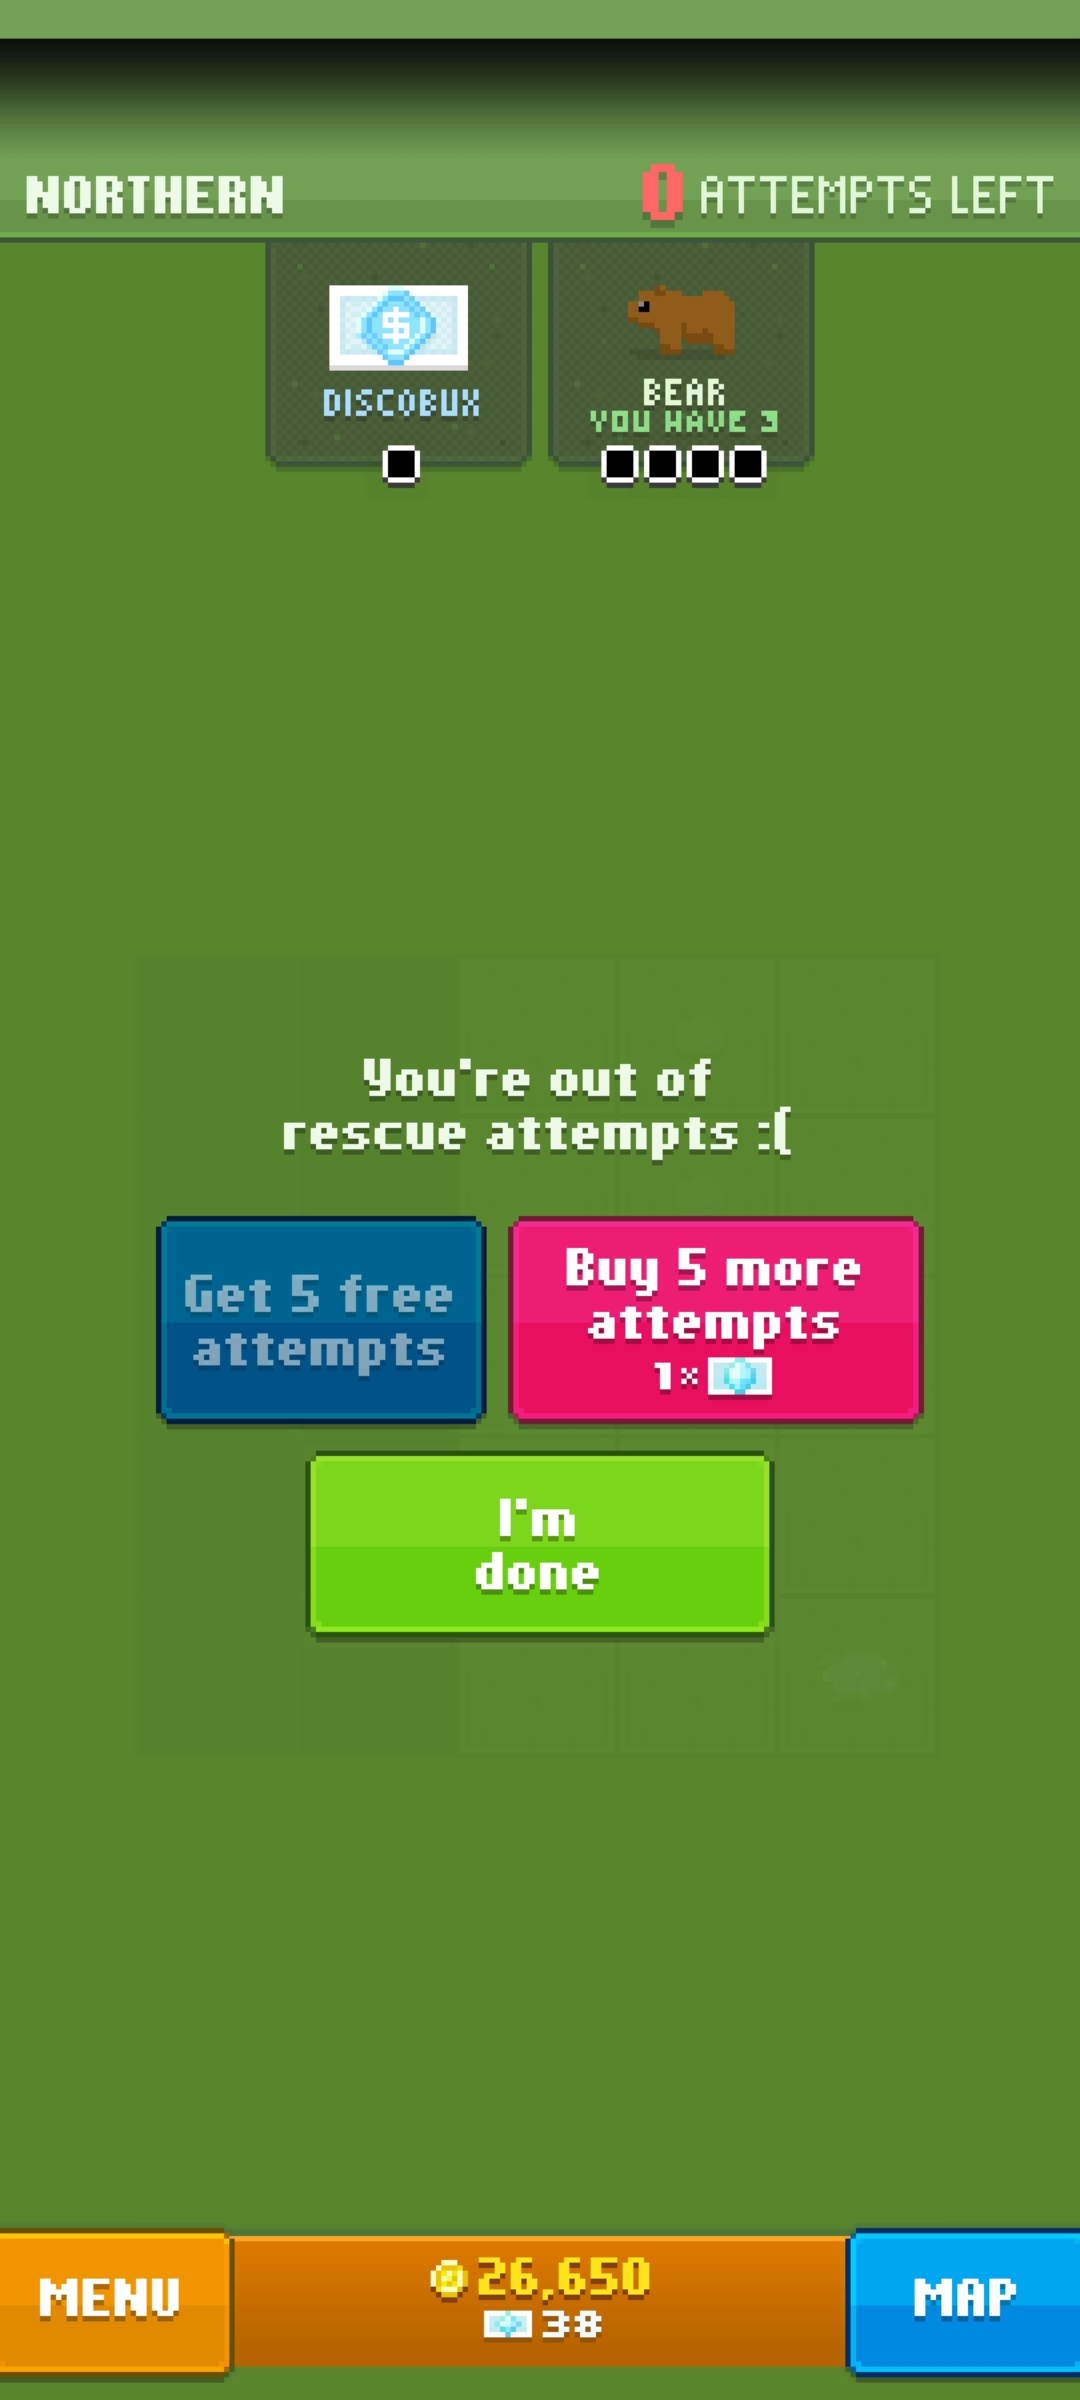 NORTHERN
0 ATTEMPTS LEFT
$
DISCOBUX
BEAR
YOU HAVE 3
You're out of
rescue attempts :(
Get 5 free
attempts
Buy 5 more
attempts
1×
I'm
done
MENU
26,650
38
MAP